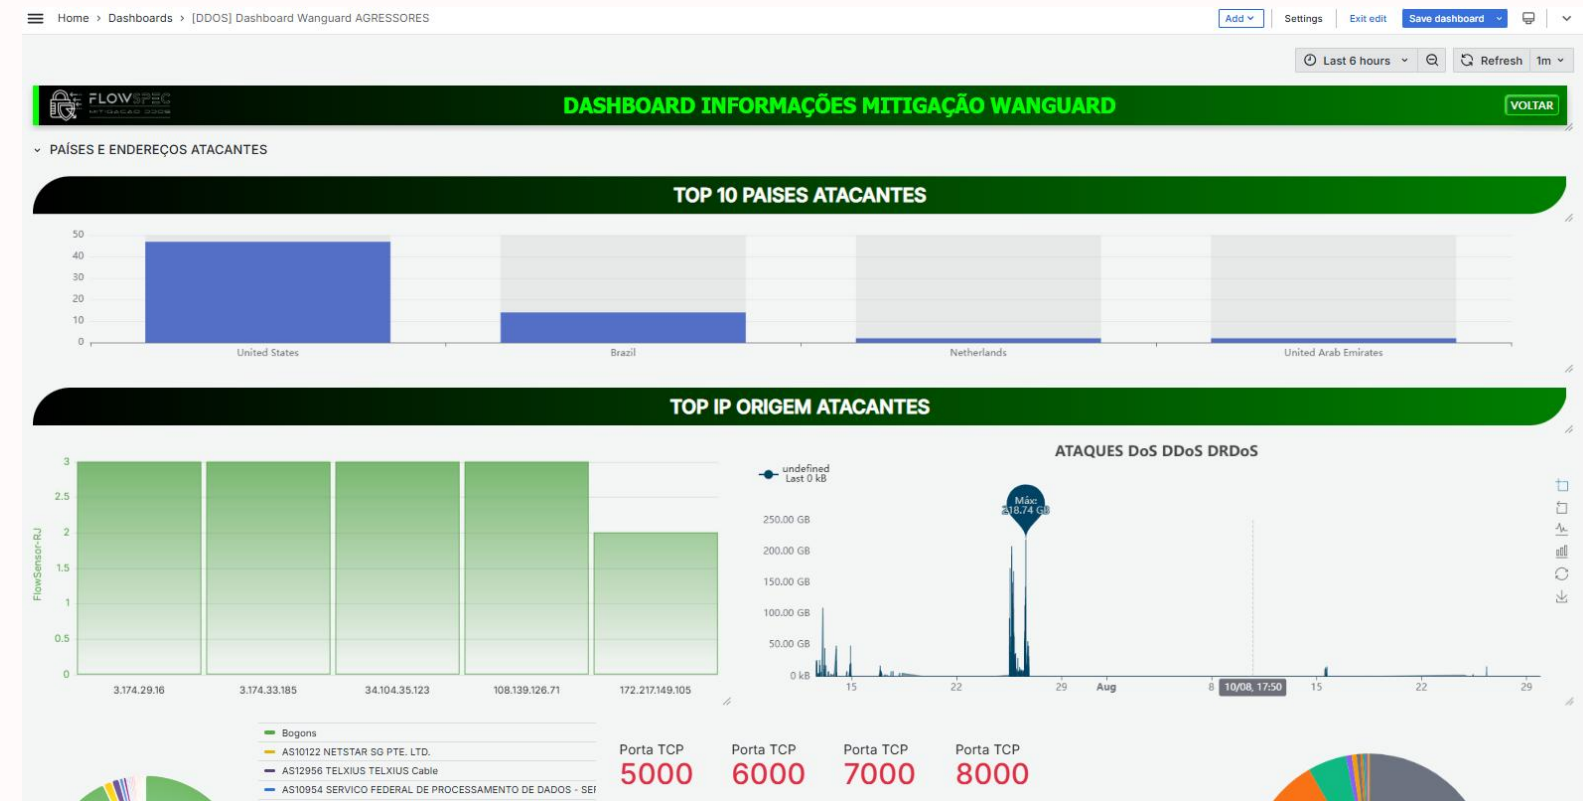 Home › Dashboards › [DDOS] Dashboard Wanguard AGRESSORES
Add Settings Exit edit Save dashboard
Last 6 hours Refresh 1m
FLOWSPEC
MITIGAÇÃO DDOS
DASHBOARD INFORMAÇÕES MITIGAÇÃO WANGUARD
VOLTAR
PAÍSES E ENDEREÇOS ATACANTES
TOP 10 PAISES ATACANTES
50
40
30
20
10
0
United States Brazil Netherlands United Arab Emirates
TOP IP ORIGEM ATACANTES
FlowSensor-RJ
3
2.5
2
1.5
1
0.5
0
3.174.29.16 3.174.33.185 34.104.35.123 108.139.126.71 172.217.149.105
ATAQUES DoS DDoS DRDoS
undefined
Last 0 kB
Máx:
218.74 GB
250.00 GB
200.00 GB
150.00 GB
100.00 GB
50.00 GB
0 kB
15 22 29 Aug 8 10/08, 17:50 15 22 29
Bogons
AS10122 NETSTAR SG PTE. LTD.
AS12956 TELXIUS TELXIUS Cable
AS10954 SERVICO FEDERAL DE PROCESSAMENTO DE DADOS - SER
Porta TCP Porta TCP Porta TCP Porta TCP
5000 6000 7000 8000